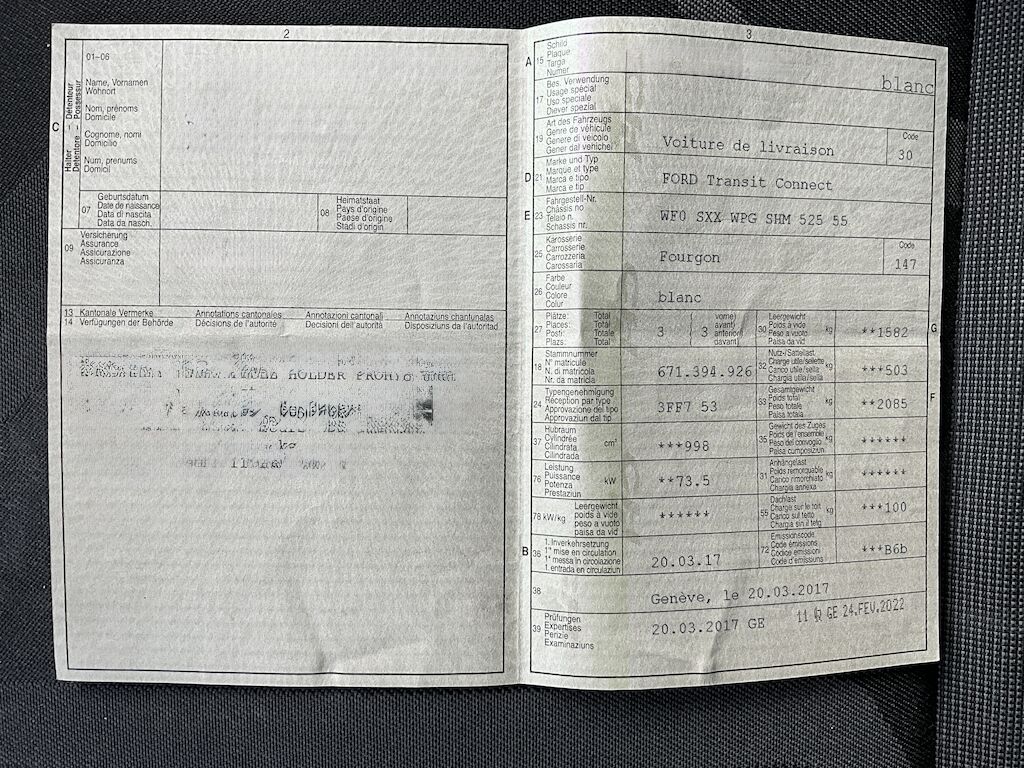 2
01-06
Name, Vornamen
Wohnort
Nom, prénoms
Domicile
Cognome, nomi
Domicilio
Num, prenums
Domicil
C
Halter – Détenteur
Detentore – Possessur
07
Geburtsdatum
Date de naissance
Data di nascita
Data da nasch.
08
Heimatstaat
Pays d'origine
Paese d'origine
Stadi d'origin
09
Versicherung
Assurance
Assicurazione
Assicuranza
13 Kantonale Vermerke Annotations cantonales Annotazioni cantonali Annotaziuns chantunalas
14 Verfügungen der Behörde Décisions de l'autorité Decisioni dell'autorità Disposiziuns da l'autoritad
HOLDER
3
A 15
Schild
Plaque
Targa
Numer
blanc
17
Bes. Verwendung
Usage spécial
Uso speciale
Diever spezial
19
Art des Fahrzeugs
Genre de véhicule
Genere di veicolo
Gener dal vehichel
Voiture de livraison
Code
30
D 21
Marke und Typ
Marque et type
Marca e tipo
Marca e tip
FORD Transit Connect
E 23
Fahrgestell-Nr.
Châssis no
Telaio n.
Schassis nr.
WF0 SXX WPG SHM 525 55
25
Karosserie
Carrosserie
Carrozzeria
Carossaria
Fourgon
Code
147
26
Farbe
Couleur
Colore
Colur
blanc
27
Plätze: Total
Places: Total
Posti: Totale
Plazs: Total
3
( vorne)
avant)
anteriori)
davant)
3
30
Leergewicht
Poids à vide
Peso a vuoto
Paisa da vid
kg
**1582
G
18
Stammnummer
N° matricule
N. di matricola
Nr. da matricla
671.394.926
32
Nutz-/Sattellast
Charge utile/sellette
Carico utile/sella
Chargia utila/sella
kg
***503
24
Typengenehmigung
Réception par type
Approvazione del tipo
Approvaziun dal tip
3FF7 53
33
Gesamtgewicht
Poids total
Peso totale
Paisa totala
kg
**2085
F
37
Hubraum
Cylindrée
Cilindrata
Cilindrada
cm³
***998
35
Gewicht des Zuges
Poids de l'ensemble
Peso del convoglio
Paisa cumposiziun
kg
******
76
Leistung
Puissance
Potenza
Prestaziun
kW
**73.5
31
Anhängelast
Poids remorquable
Carico rimorchiato
Chargia annexa
kg
******
78 kW/kg
Leergewicht
poids à vide
peso a vuoto
paisa da vid
******
55
Dachlast
Charge sur le toit
Carico sul tetto
Chargia sin il tetg
kg
***100
B 36
1. Inverkehrsetzung
1re mise en circulation
1a messa in circolazione
1. entrada en circulaziun
20.03.17
72
Emissionscode
Code émissions
Codice emissioni
Code d'emissiuns
***B6b
38
Genève, le 20.03.2017
39
Prüfungen
Expertises
Perizie
Examinaziuns
20.03.2017 GE
GE 24.FEV.2022